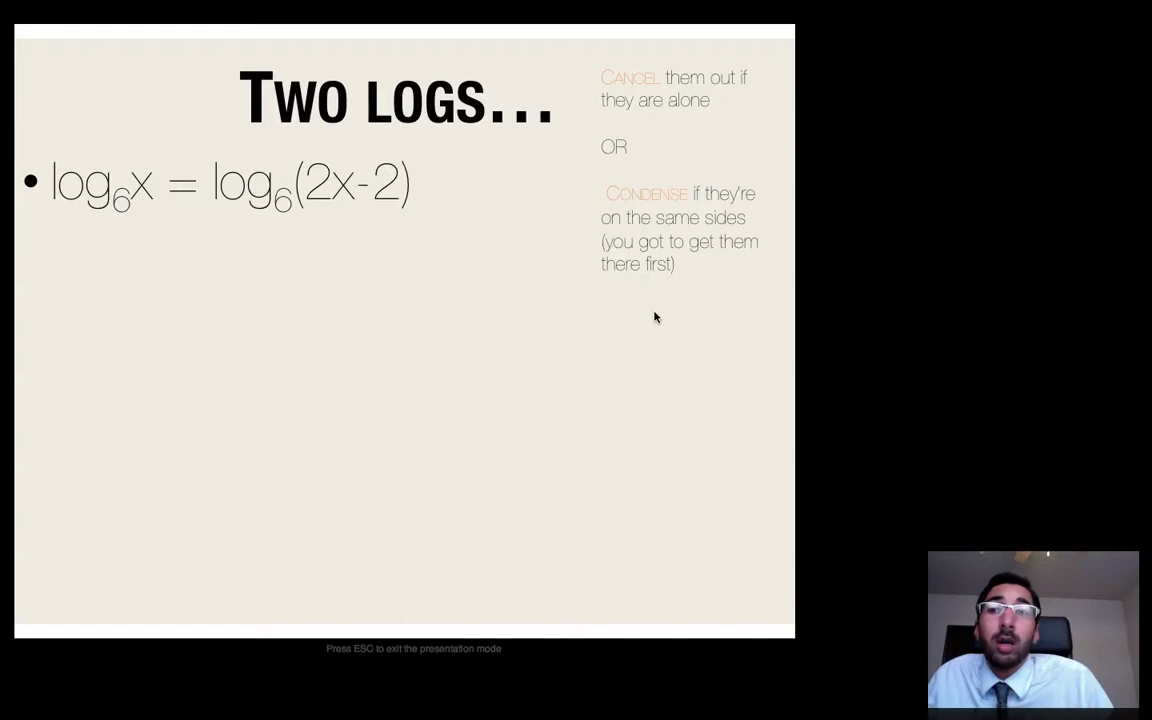 TWO LOGS...
• log₆x = log₆(2x-2)
CANCEL them out if
they are alone
OR
CONDENSE if they're
on the same sides
(you got to get them
there first)
Press ESC to exit the presentation mode